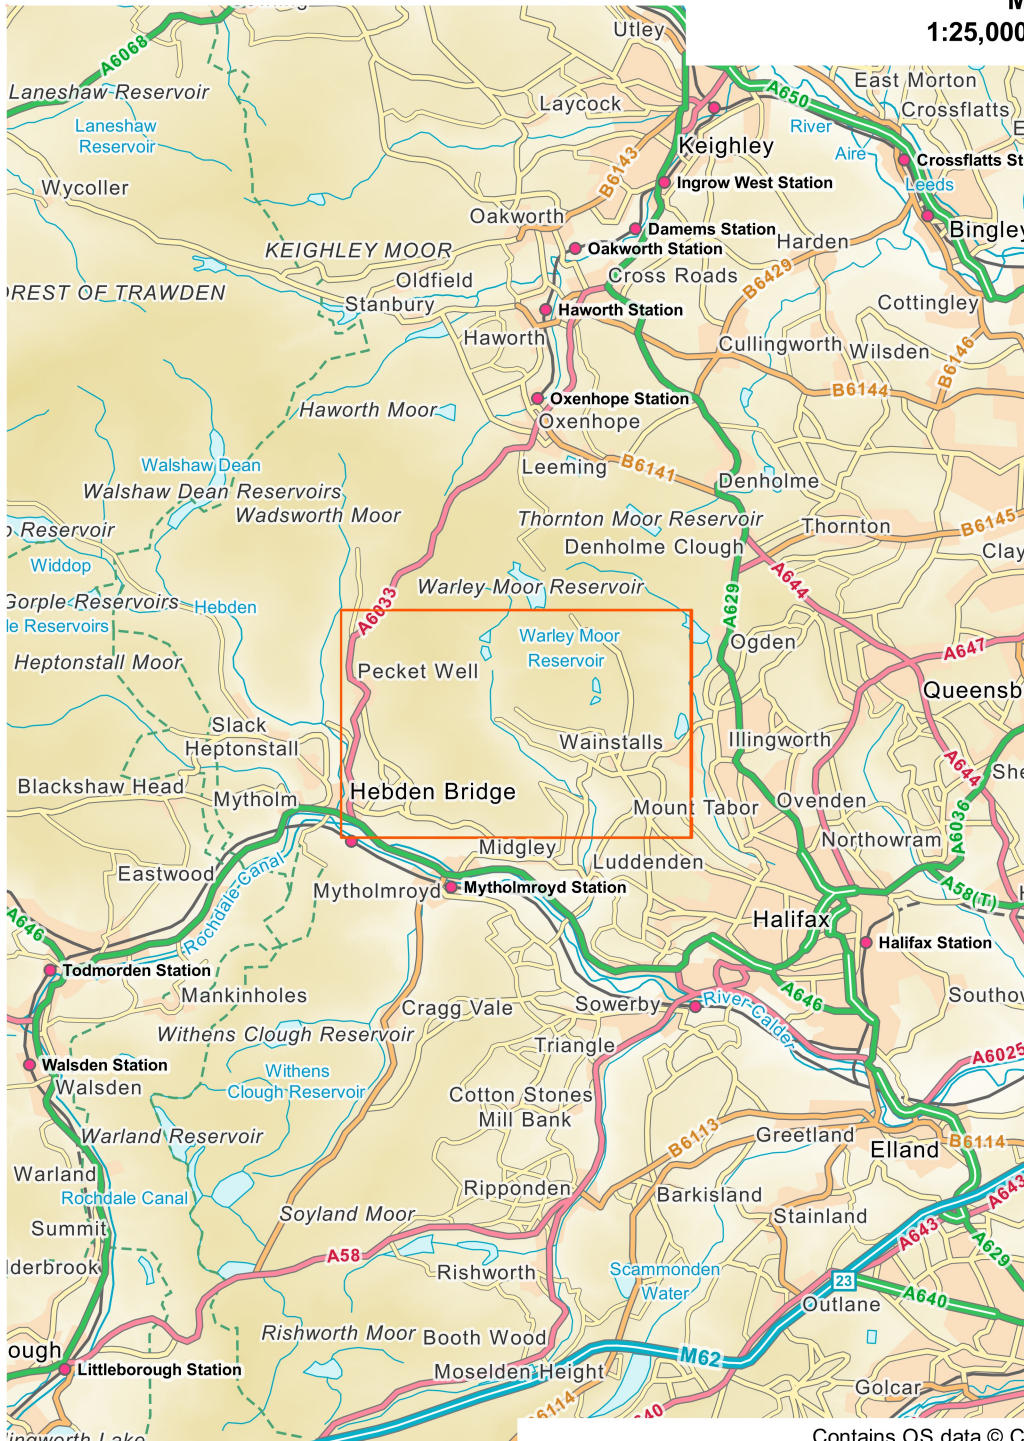 1:25,000
Utley
A6068
East Morton
Laneshaw Reservoir
A650
Laycock
Crossflatts
Laneshaw
Reservoir
River
Keighley
Aire
B6143
Crossflatts St
Wycoller
Ingrow West Station
Leeds
Oakworth
Damems Station
Bingley
KEIGHLEY MOOR
Oakworth Station
Harden
Oldfield
Cross Roads
B6429
OREST OF TRAWDEN
Stanbury
Haworth Station
Cottingley
Haworth
Cullingworth
Wilsden
B6146
B6144
Oxenhope Station
Haworth Moor
Oxenhope
Walshaw Dean
Leeming
B6141
Denholme
Walshaw Dean Reservoirs
Wadsworth Moor
Thornton Moor Reservoir
Thornton
B6145
o Reservoir
Denholme Clough
Clay
Widdop
A644
Warley Moor Reservoir
Gorple Reservoirs
Hebden
A6033
A629
le Reservoirs
Warley Moor
Reservoir
Ogden
A647
Heptonstall Moor
Pecket Well
Queensb
Slack
Heptonstall
Wainstalls
Illingworth
A644
She
Blackshaw Head
Mytholm
Hebden Bridge
Mount Tabor
Ovenden
A6036
Northowram
Midgley
Eastwood
Luddenden
Rochdale Canal
Mytholmroyd
Mytholmroyd Station
A58(T)
A646
Halifax
Halifax Station
Todmorden Station
Mankinholes
Cragg Vale
Sowerby
River Calder
A646
Southow
Withens Clough Reservoir
Triangle
Walsden Station
A6025
Withens
Clough Reservoir
Walsden
Cotton Stones
Mill Bank
Warland Reservoir
B6113
Greetland
B6114
Elland
Warland
Rochdale Canal
Ripponden
Barkisland
A643
Soyland Moor
Stainland
Summit
A643
A629
A58
lderbrook
Rishworth
Scammonden
Water
23
A640
Outlane
Rishworth Moor
Booth Wood
ough
M62
Littleborough Station
Moselden Height
Golcar
B6114
40
ingworth Lake
Contains OS data © C